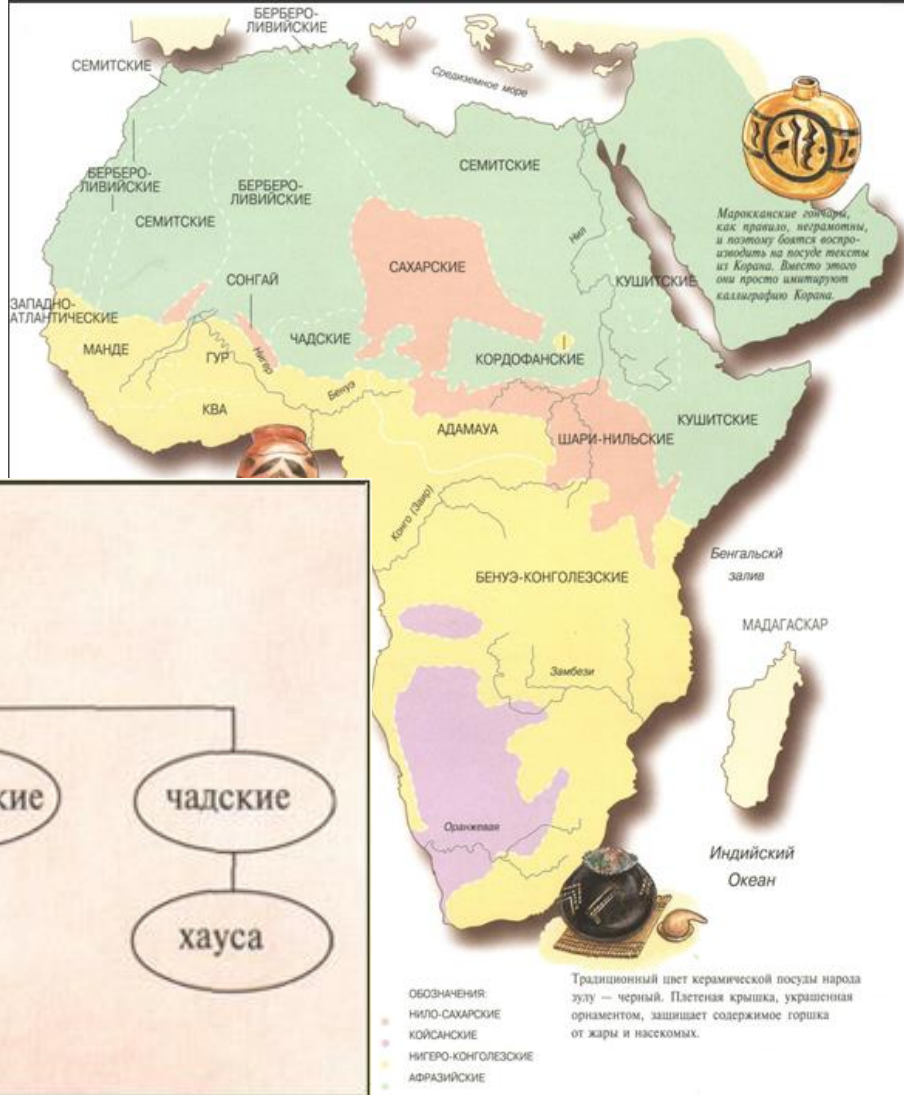 БЕРБЕРО-
ЛИВИЙСКИЕ
СЕМИТСКИЕ
Средиземное море
БЕРБЕРО-
ЛИВИЙСКИЕ
СЕМИТСКИЕ
БЕРБЕРО-
ЛИВИЙСКИЕ
СЕМИТСКИЕ
Нил
Марокканские гончары,
как правило, неграмотны,
и поэтому боятся воспро-
изводить на посуде тексты
из Корана. Вместо этого
они просто имитируют
каллиграфию Корана.
САХАРСКИЕ
СОНГАЙ
КУШИТСКИЕ
ЗАПАДНО-
АТЛАНТИЧЕСКИЕ
МАНДЕ
ГУР
Нигер
ЧАДСКИЕ
КОРДОФАНСКИЕ
Бенуэ
КВА
АДАМАУА
ШАРИ-НИЛЬСКИЕ
КУШИТСКИЕ
Конго (Заир)
БЕНУЭ-КОНГОЛЕЗСКИЕ
Бенгальскй
залив
МАДАГАСКАР
Замбези
Оранжевая
Индийский
Океан
кие
чадские
хауса
ОБОЗНАЧЕНИЯ:
НИЛО-САХАРСКИЕ
КОЙСАНСКИЕ
НИГЕРО-КОНГОЛЕЗСКИЕ
АФРАЗИЙСКИЕ
Традиционный цвет керамической посуды народа
зулу — черный. Плетеная крышка, украшенная
орнаментом, защищает содержимое горшка
от жары и насекомых.